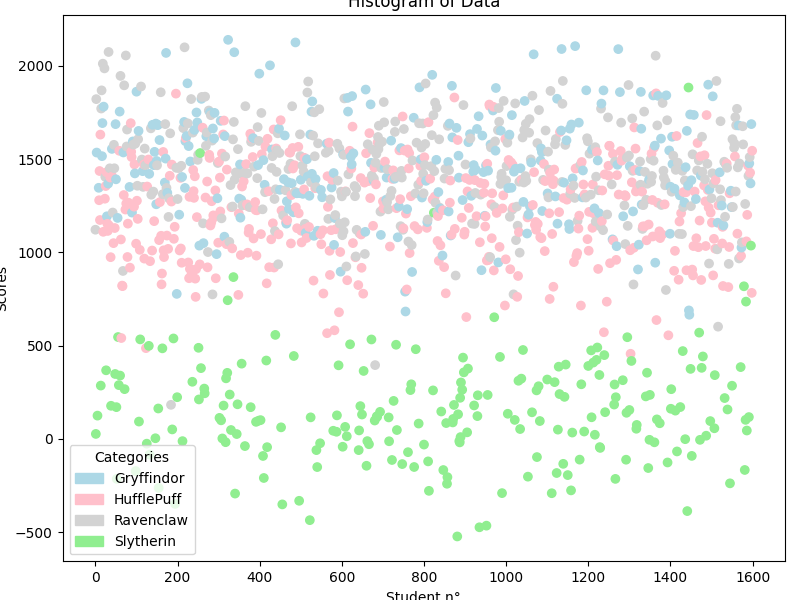 Histogram of Data
Scores
2000
1500
1000
500
0
−500
Categories
Gryffindor
HufflePuff
Ravenclaw
Slytherin
0 200 400 600 800 1000 1200 1400 1600
Student n°